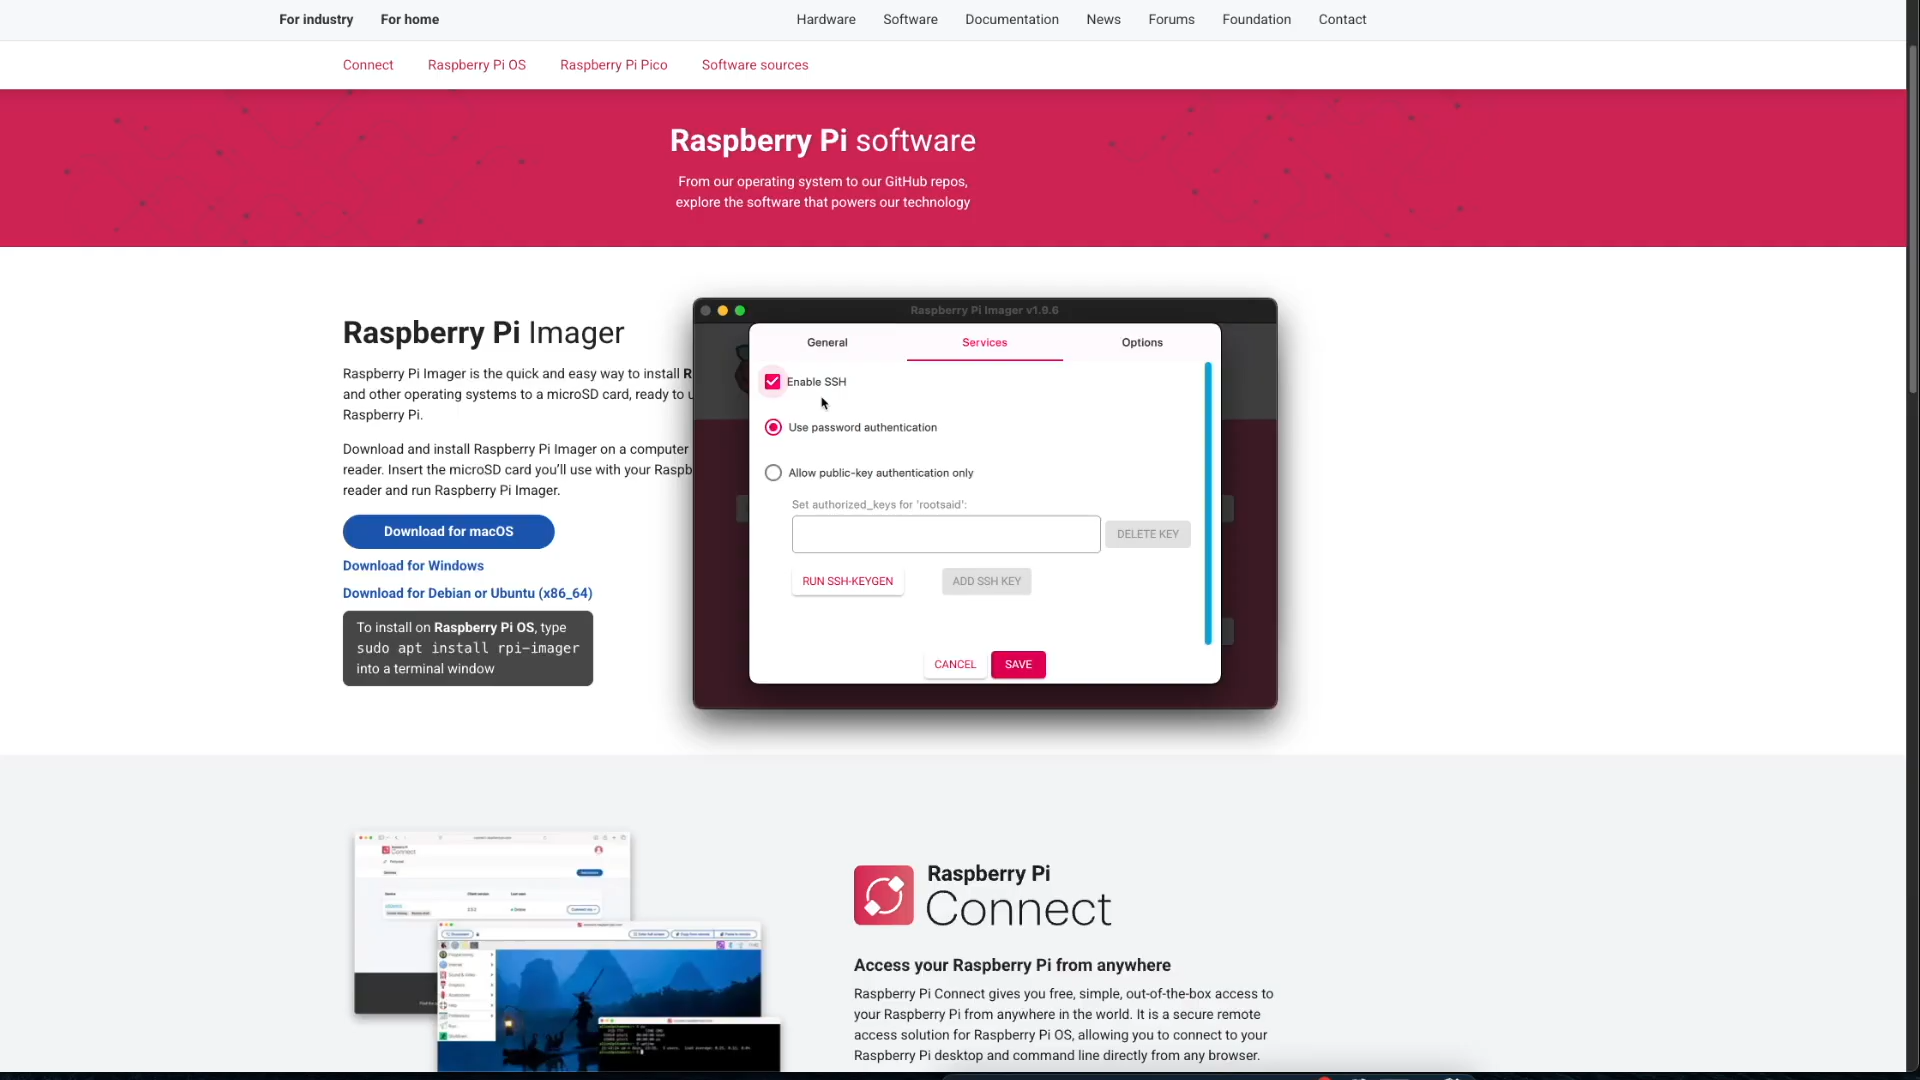 For industry
For home
Hardware
Software
Documentation
News
Forums
Foundation
Contact
Connect
Raspberry Pi OS
Raspberry Pi Pico
Software sources
Raspberry Pi software
From our operating system to our GitHub repos,
explore the software that powers our technology
Raspberry Pi Imager
Raspberry Pi Imager is the quick and easy way to install R
and other operating systems to a microSD card, ready to u
Raspberry Pi.
Download and install Raspberry Pi Imager on a computer
reader. Insert the microSD card you'll use with your Raspb
reader and run Raspberry Pi Imager.
Download for macOS
Download for Windows
Download for Debian or Ubuntu (x86_64)
To install on Raspberry Pi OS, type
sudo apt install rpi-imager
into a terminal window
Raspberry Pi Imager v1.9.6
General
Services
Options
Enable SSH
Use password authentication
Allow public-key authentication only
Set authorized_keys for 'rootsaid':
DELETE KEY
RUN SSH-KEYGEN
ADD SSH KEY
CANCEL
SAVE
Raspberry Pi
Connect
Access your Raspberry Pi from anywhere
Raspberry Pi Connect gives you free, simple, out-of-the-box access to
your Raspberry Pi from anywhere in the world. It is a secure remote
access solution for Raspberry Pi OS, allowing you to connect to your
Raspberry Pi desktop and command line directly from any browser.